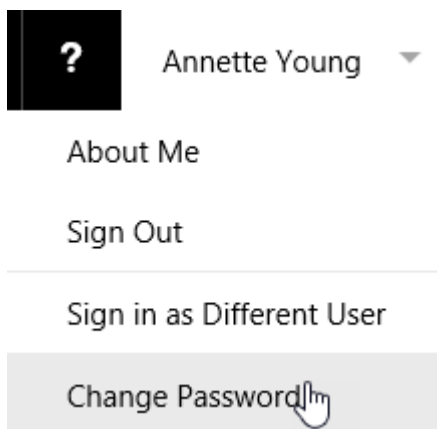 ? Annette Young
About Me
Sign Out
Sign in as Different User
Change Password